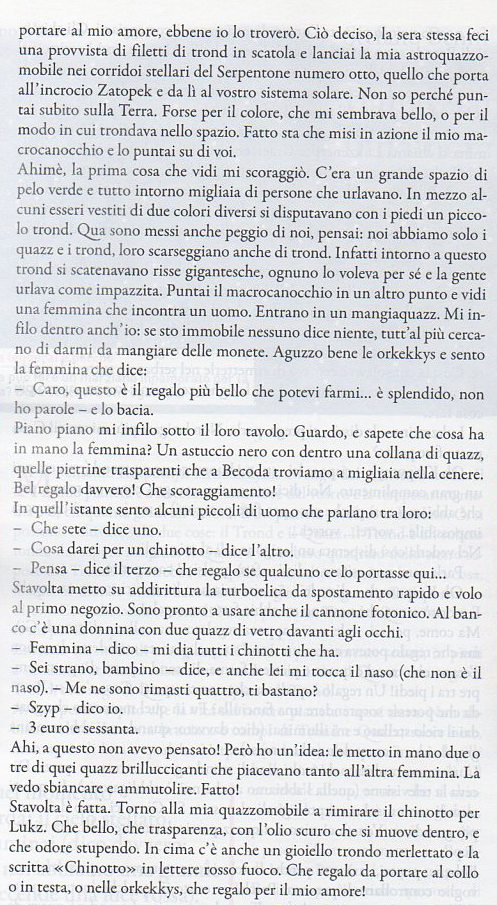 portare al mio amore, ebbene io lo troverò. Ciò deciso, la sera stessa feci
una provvista di filetti di trond in scatola e lanciai la mia astroquazzo-
mobile nei corridoi stellari del Serpentone numero otto, quello che porta
all'incrocio Zatopek e da lì al vostro sistema solare. Non so perché pun-
tai subito sulla Terra. Forse per il colore, che mi sembrava bello, o per il
modo in cui trondava nello spazio. Fatto sta che misi in azione il mio ma-
crocanocchio e lo puntai su di voi.
Ahimè, la prima cosa che vidi mi scoraggiò. C'era un grande spazio di
pelo verde e tutto intorno migliaia di persone che urlavano. In mezzo al-
cuni esseri vestiti di due colori diversi si disputavano con i piedi un picco-
lo trond. Qua sono messi anche peggio di noi, pensai: noi abbiamo solo i
quazz e i trond, loro scarseggiano anche di trond. Infatti intorno a questo
trond si scatenavano risse gigantesche, ognuno lo voleva per sé e la gente
urlava come impazzita. Puntai il macrocanocchio in un altro punto e vidi
una femmina che incontra un uomo. Entrano in un mangiaquazz. Mi in-
filo dentro anch'io: se sto immobile nessuno dice niente, tutt'al più cerca-
no di darmi da mangiare delle monete. Aguzzo bene le orkekkys e sento
la femmina che dice:
– Caro, questo è il regalo più bello che potevi farmi... è splendido, non
ho parole – e lo bacia.
Piano piano mi infilo sotto il loro tavolo. Guardo, e sapete che cosa ha
in mano la femmina? Un astuccio nero con dentro una collana di quazz,
quelle pietrine trasparenti che a Becoda troviamo a migliaia nella cenere.
Bel regalo davvero! Che scoraggiamento!
In quell'istante sento alcuni piccoli di uomo che parlano tra loro:
– Che sete – dice uno.
– Cosa darei per un chinotto – dice l'altro.
– Pensa – dice il terzo – che regalo se qualcuno ce lo portasse qui...
Stavolta metto su addirittura la turboelica da spostamento rapido e volo
al primo negozio. Sono pronto a usare anche il cannone fotonico. Al ban-
co c'è una donnina con due quazz di vetro davanti agli occhi.
– Femmina – dico – mi dia tutti i chinotti che ha.
– Sei strano, bambino – dice, e anche lei mi tocca il naso (che non è il
naso). – Me ne sono rimasti quattro, ti bastano?
– Szyp – dico io.
– 3 euro e sessanta.
Ahi, a questo non avevo pensato! Però ho un'idea: le metto in mano due o
tre di quei quazz brilluccicanti che piacevano tanto all'altra femmina. La
vedo sbiancare e ammutolire. Fatto!
Stavolta è fatta. Torno alla mia quazzomobile a rimirare il chinotto per
Lukz. Che bello, che trasparenza, con l'olio scuro che si muove dentro, e
che odore stupendo. In cima c'è anche un gioiello trondo merlettato e la
scritta «Chinotto» in lettere rosso fuoco. Che regalo da portare al collo
o in testa, o nelle orkekkys, che regalo per il mio amore!